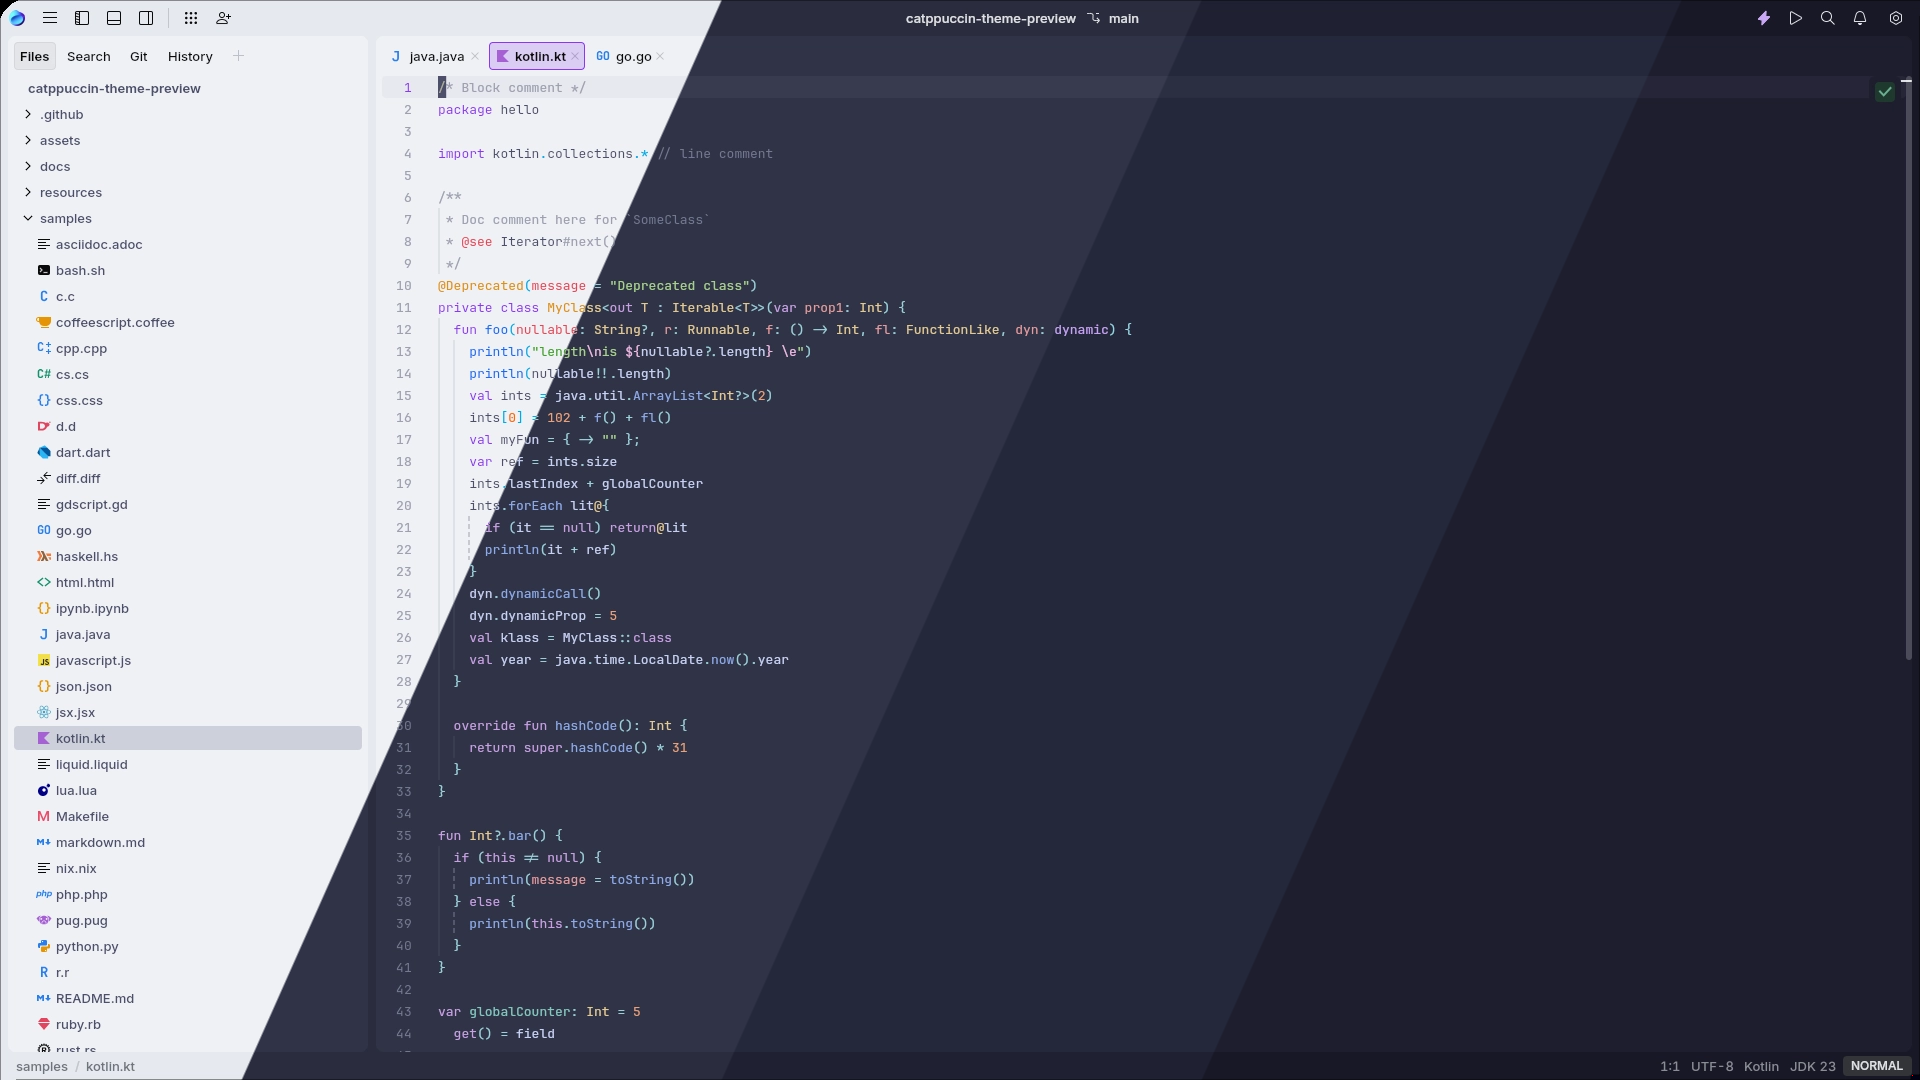 catppuccin-theme-preview main
Files Search Git History
java.java kotlin.kt GO go.go
catppuccin-theme-preview
.github
assets
docs
resources
samples
asciidoc.adoc
bash.sh
c.c
coffeescript.coffee
cpp.cpp
cs.cs
css.css
d.d
dart.dart
diff.diff
gdscript.gd
go.go
haskell.hs
html.html
ipynb.ipynb
java.java
javascript.js
json.json
jsx.jsx
kotlin.kt
liquid.liquid
lua.lua
Makefile
markdown.md
nix.nix
php.php
pug.pug
python.py
r.r
README.md
ruby.rb
rust.rs
1 /* Block comment */
2 package hello
3
4 import kotlin.collections.* // line comment
5
6 /**
7 * Doc comment here for `SomeClass`
8 * @see Iterator#next()
9 */
10 @Deprecated(message = "Deprecated class")
11 private class MyClass<out T : Iterable<T>>(var prop1: Int) {
12 fun foo(nullable: String?, r: Runnable, f: () -> Int, fl: FunctionLike, dyn: dynamic) {
13 println("length\nis ${nullable?.length} \e")
14 println(nullable!!.length)
15 val ints = java.util.ArrayList<Int?>(2)
16 ints[0] = 102 + f() + fl()
17 val myFun = { -> "" };
18 var ref = ints.size
19 ints.lastIndex + globalCounter
20 ints.forEach lit@{
21 if (it == null) return@lit
22 println(it + ref)
23 }
24 dyn.dynamicCall()
25 dyn.dynamicProp = 5
26 val klass = MyClass::class
27 val year = java.time.LocalDate.now().year
28 }
29
30 override fun hashCode(): Int {
31 return super.hashCode() * 31
32 }
33 }
34
35 fun Int?.bar() {
36 if (this != null) {
37 println(message = toString())
38 } else {
39 println(this.toString())
40 }
41 }
42
43 var globalCounter: Int = 5
44 get() = field
samples / kotlin.kt
1:1 UTF-8 Kotlin JDK 23 NORMAL